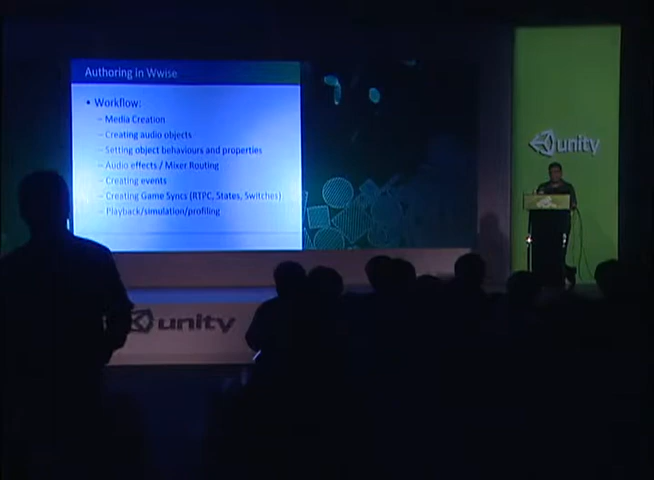 Authoring in Wwise
• Workflow:
– Media Creation
– Creating audio objects
– Setting object behaviours and properties
– Audio effects / Mixer Routing
– Creating events
– Creating Game Syncs (RTPC, States, Switches)
– Playback/simulation/profiling
unity
unity